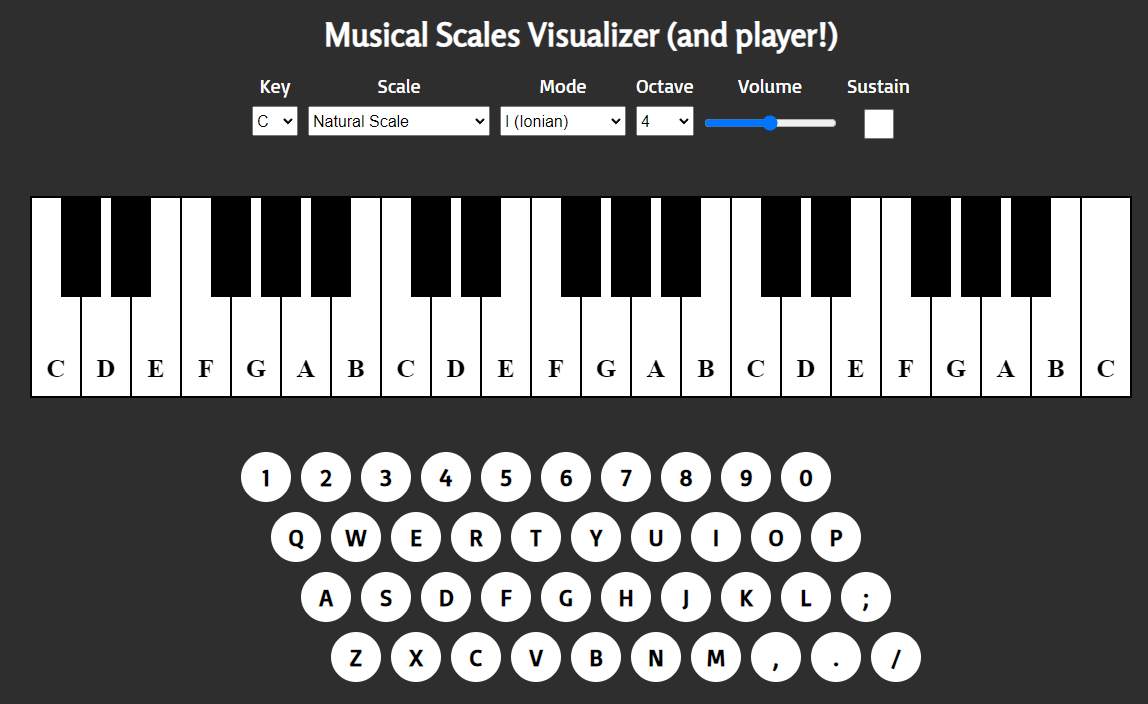 Musical Scales Visualizer (and player!)
Key Scale Mode Octave Volume Sustain
C Natural Scale I (Ionian) 4
C D E F G A B C D E F G A B C D E F G A B C
1 2 3 4 5 6 7 8 9 0
Q W E R T Y U I O P
A S D F G H J K L ;
Z X C V B N M , . /